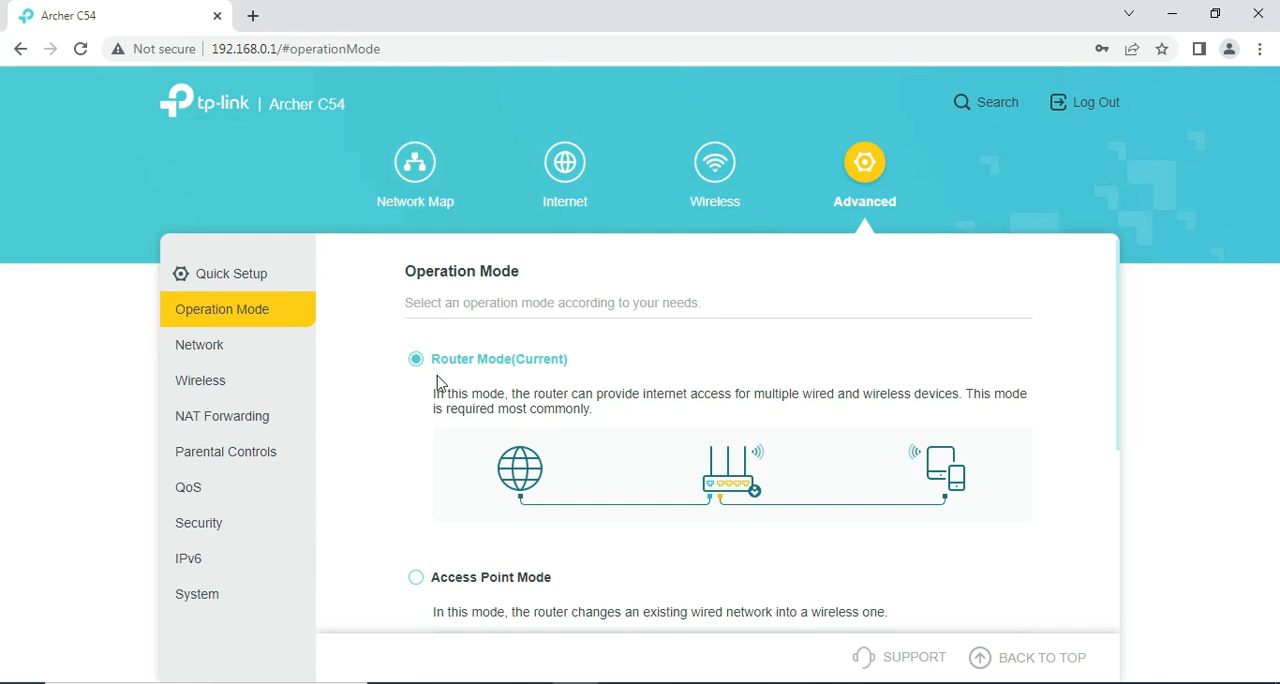 Archer C54
Not secure 192.168.0.1/#operationMode
tp-link | Archer C54
Search
Log Out
Network Map
Internet
Wireless
Advanced
Quick Setup
Operation Mode
Network
Wireless
NAT Forwarding
Parental Controls
QoS
Security
IPv6
System
Operation Mode
Select an operation mode according to your needs.
Router Mode(Current)
In this mode, the router can provide internet access for multiple wired and wireless devices. This mode
is required most commonly.
Access Point Mode
In this mode, the router changes an existing wired network into a wireless one.
SUPPORT
BACK TO TOP